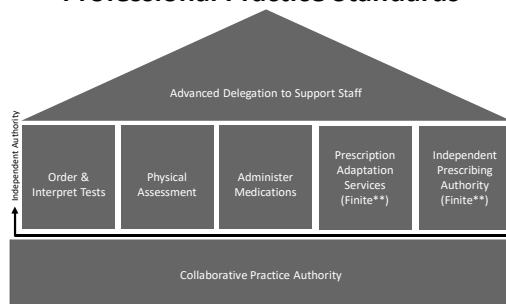 Professional Practice Standards
Advanced Delegation to Support Staff
Independent Authority
Order &
Interpret Tests
Physical
Assessment
Administer
Medications
Prescription
Adaptation
Services
(Finite**)
Independent
Prescribing
Authority
(Finite**)
Collaborative Practice Authority